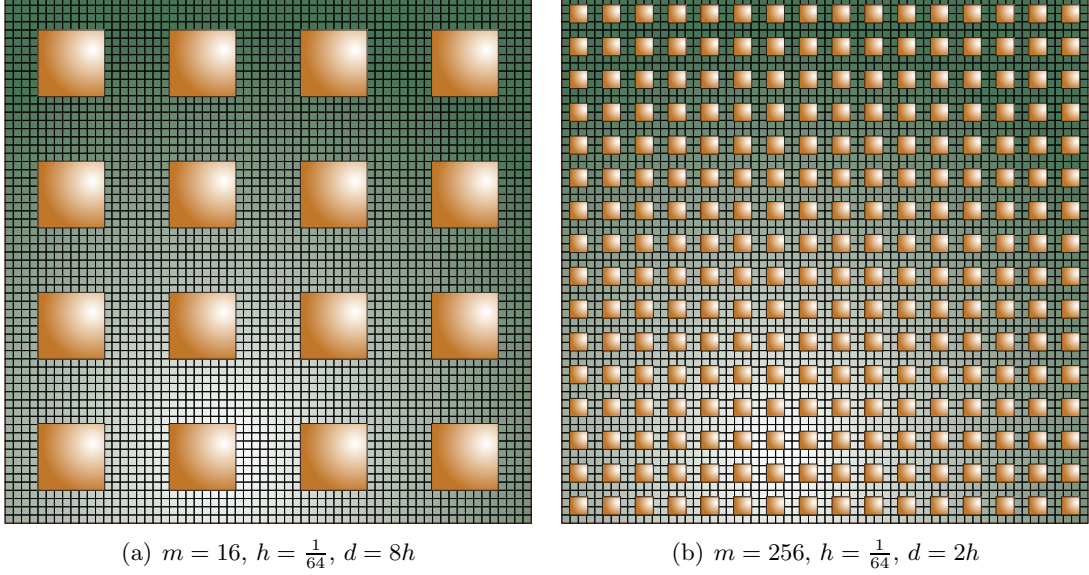 (a) m = 16, h = 1/64, d = 8h
(b) m = 256, h = 1/64, d = 2h